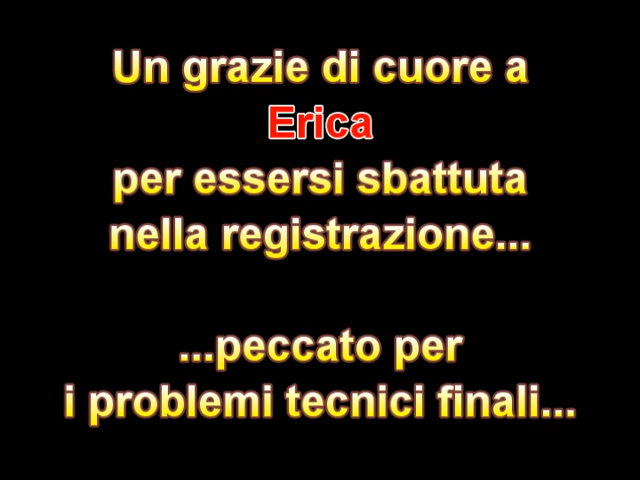 Un grazie di cuore a
Erica
per essersi sbattuta
nella registrazione...
...peccato per
i problemi tecnici finali...